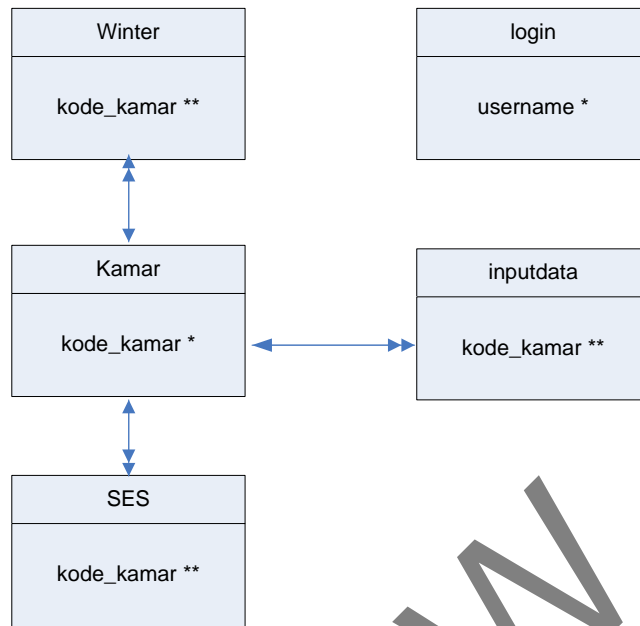 Winter
kode_kamar **
login
username *
Kamar
kode_kamar *
inputdata
kode_kamar **
SES
kode_kamar **
W